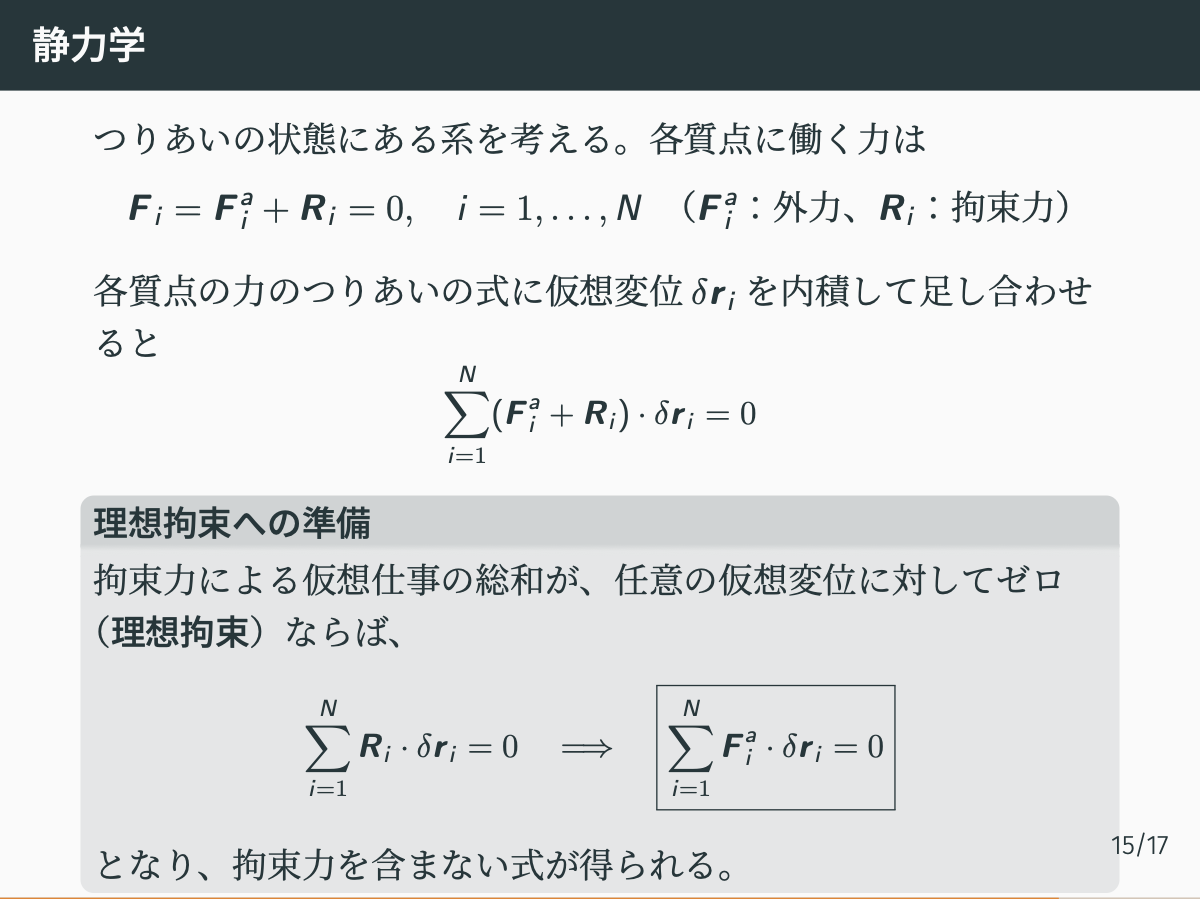 静力学
つりあいの状態にある系を考える。各質点に働く力は
F_i = F_i^a + R_i = 0, i = 1, . . . , N （F_i^a：外力、R_i：拘束力）
各質点の力のつりあいの式に仮想変位 δr_i を内積して足し合わせ
ると
∑_{i=1}^{N} (F_i^a + R_i) · δr_i = 0
理想拘束への準備
拘束力による仮想仕事の総和が、任意の仮想変位に対してゼロ
（理想拘束）ならば、
∑_{i=1}^{N} R_i · δr_i = 0 ⟹ ∑_{i=1}^{N} F_i^a · δr_i = 0
となり、拘束力を含まない式が得られる。
15/17